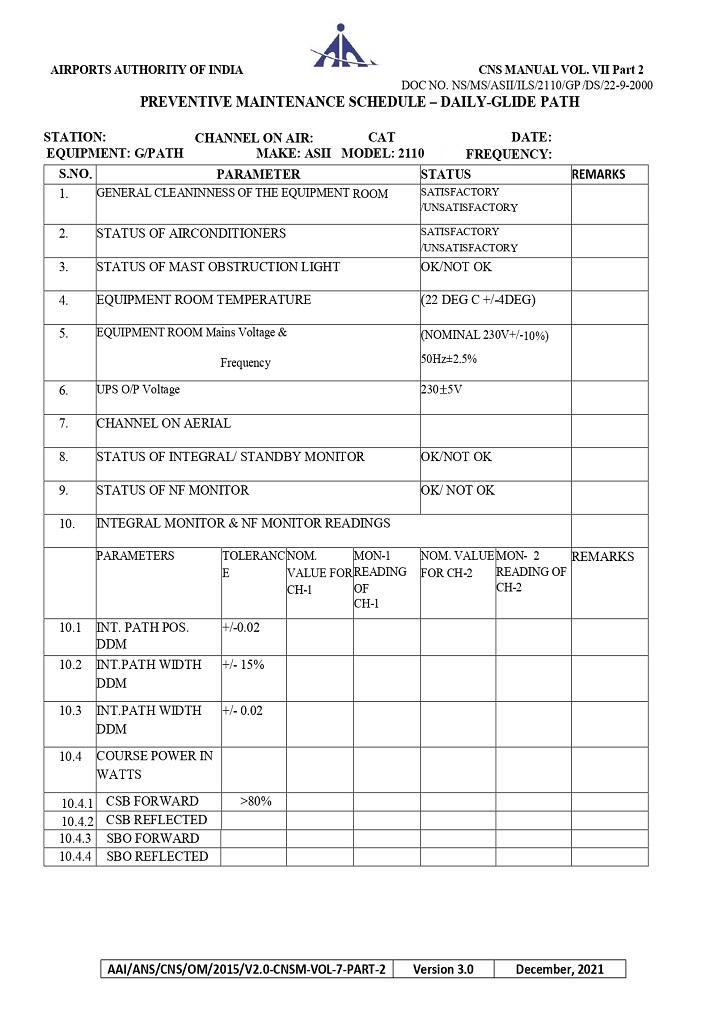 AIRPORTS AUTHORITY OF INDIA CNS MANUAL VOL. VII Part 2
DOC NO. NS/MS/ASII/ILS/2110/GP /DS/22-9-2000
PREVENTIVE MAINTENANCE SCHEDULE – DAILY-GLIDE PATH
STATION: CHANNEL ON AIR: CAT DATE:
EQUIPMENT: G/PATH MAKE: ASII MODEL: 2110 FREQUENCY:
S.NO. PARAMETER STATUS REMARKS
1. GENERAL CLEANINNESS OF THE EQUIPMENT ROOM SATISFACTORY
/UNSATISFACTORY
2. STATUS OF AIRCONDITIONERS SATISFACTORY
/UNSATISFACTORY
3. STATUS OF MAST OBSTRUCTION LIGHT OK/NOT OK
4. EQUIPMENT ROOM TEMPERATURE (22 DEG C +/-4DEG)
5. EQUIPMENT ROOM Mains Voltage & (NOMINAL 230V+/-10%)
Frequency 50Hz±2.5%
6. UPS O/P Voltage 230±5V
7. CHANNEL ON AERIAL
8. STATUS OF INTEGRAL/ STANDBY MONITOR OK/NOT OK
9. STATUS OF NF MONITOR OK/ NOT OK
10. INTEGRAL MONITOR & NF MONITOR READINGS
PARAMETERS TOLERANC NOM. MON-1 NOM. VALUE MON- 2 REMARKS
E VALUE FOR READING FOR CH-2 READING OF
CH-1 OF CH-2
CH-1
10.1 INT. PATH POS. +/-0.02
DDM
10.2 INT.PATH WIDTH +/- 15%
DDM
10.3 INT.PATH WIDTH +/- 0.02
DDM
10.4 COURSE POWER IN
WATTS
10.4.1 CSB FORWARD >80%
10.4.2 CSB REFLECTED
10.4.3 SBO FORWARD
10.4.4 SBO REFLECTED
AAI/ANS/CNS/OM/2015/V2.0-CNSM-VOL-7-PART-2 Version 3.0 December, 2021